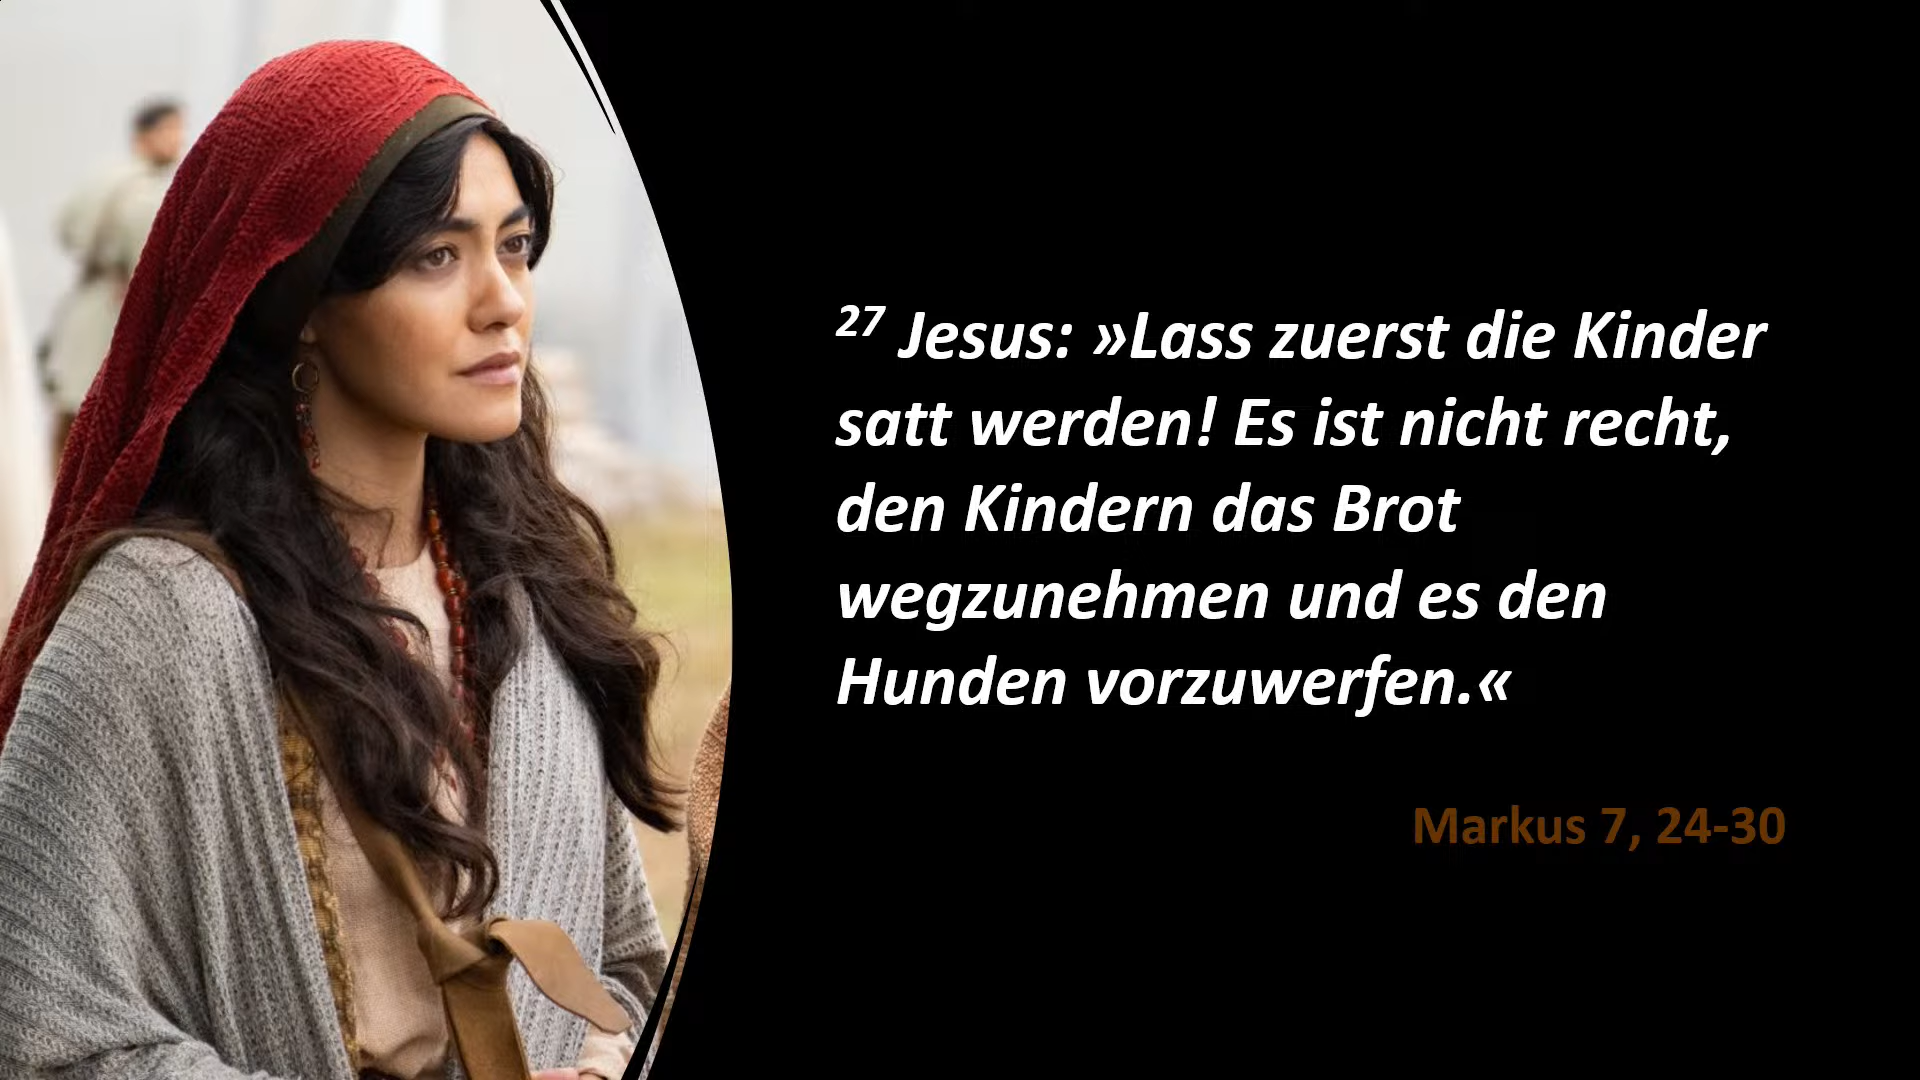 27 Jesus: »Lass zuerst die Kinder
satt werden! Es ist nicht recht,
den Kindern das Brot
wegzunehmen und es den
Hunden vorzuwerfen.«
Markus 7, 24-30